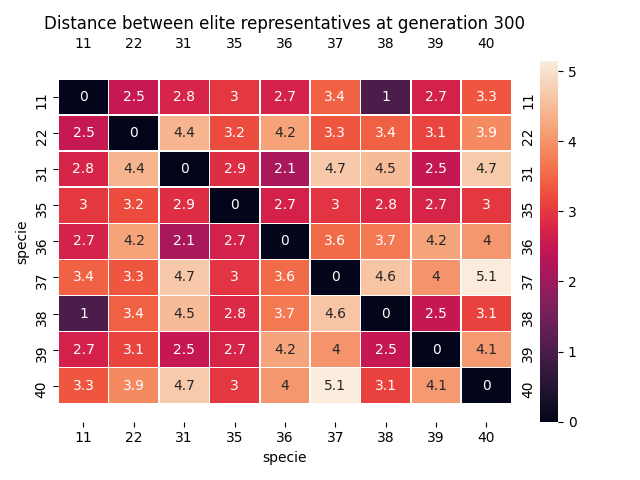 Distance between elite representatives at generation 300
11 22 31 35 36 37 38 39 40
11 0 2.5 2.8 3 2.7 3.4 1 2.7 3.3 11
22 2.5 0 4.4 3.2 4.2 3.3 3.4 3.1 3.9 22
31 2.8 4.4 0 2.9 2.1 4.7 4.5 2.5 4.7 31
35 3 3.2 2.9 0 2.7 3 2.8 2.7 3 35
36 2.7 4.2 2.1 2.7 0 3.6 3.7 4.2 4 36
37 3.4 3.3 4.7 3 3.6 0 4.6 4 5.1 37
38 1 3.4 4.5 2.8 3.7 4.6 0 2.5 3.1 38
39 2.7 3.1 2.5 2.7 4.2 4 2.5 0 4.1 39
40 3.3 3.9 4.7 3 4 5.1 3.1 4.1 0 40
11 22 31 35 36 37 38 39 40
specie
specie
5
4
3
2
1
0